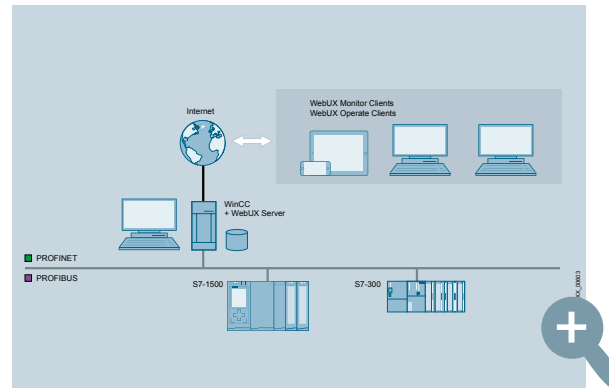 Internet
WebUX Monitor Clients
WebUX Operate Clients
WinCC
+ WebUX Server
PROFINET
PROFIBUS
S7-1500
S7-300